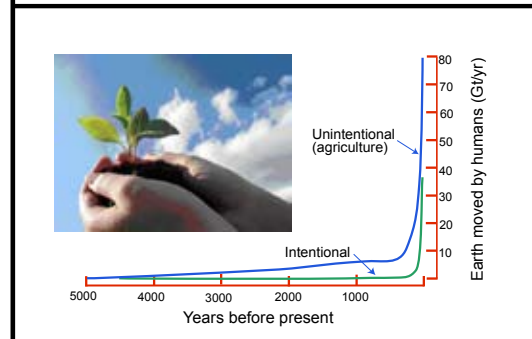 80
70
60
50
40
30
20
10
Earth moved by humans (Gt/yr)
Unintentional
(agriculture)
Intentional
5000
4000
3000
2000
1000
Years before present